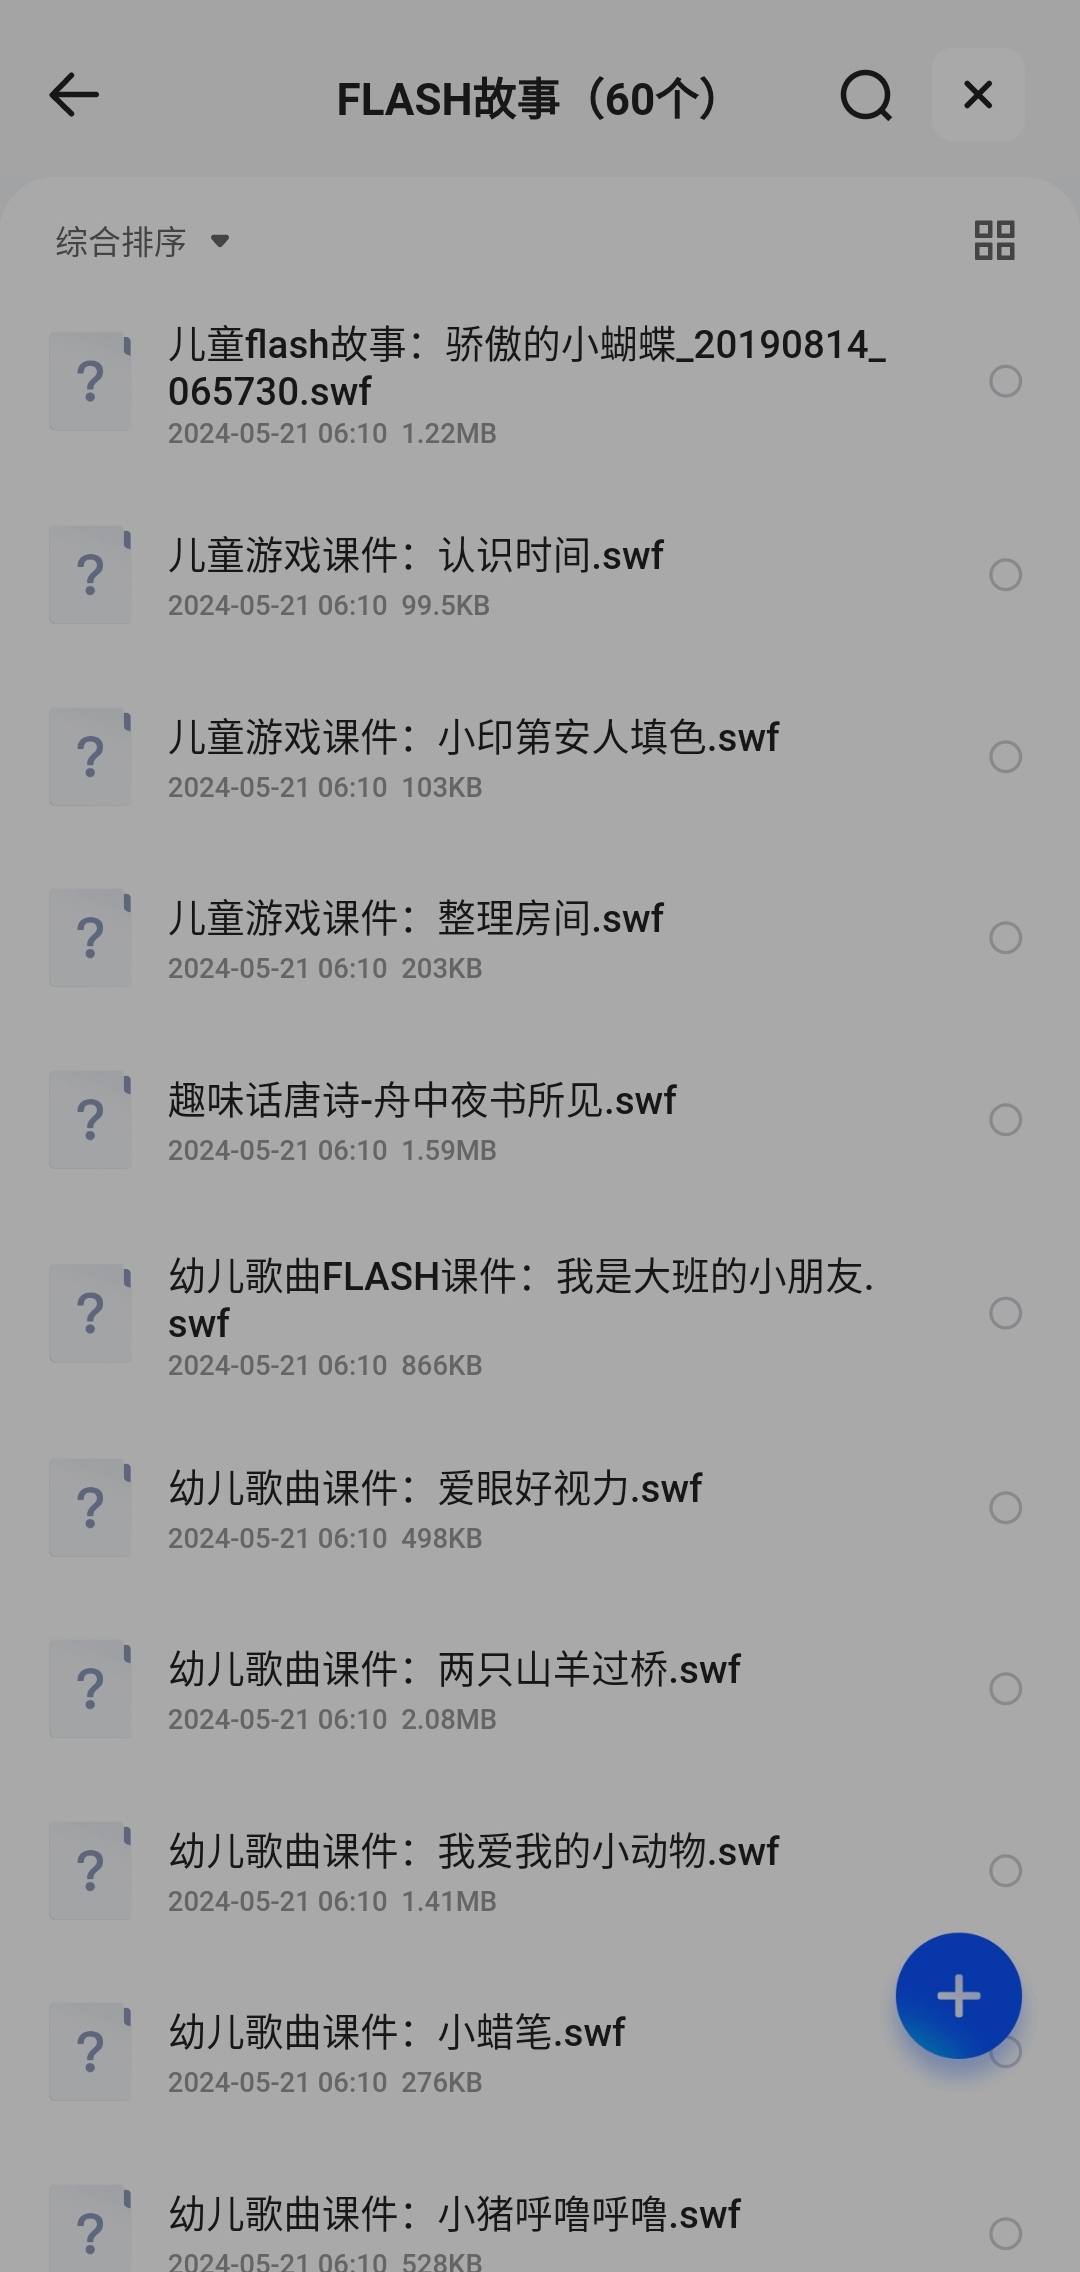 FLASH故事（60个）
综合排序
儿童flash故事：骄傲的小蝴蝶_20190814_
065730.swf
2024-05-21 06:10 1.22MB
儿童游戏课件：认识时间.swf
2024-05-21 06:10 99.5KB
儿童游戏课件：小印第安人填色.swf
2024-05-21 06:10 103KB
儿童游戏课件：整理房间.swf
2024-05-21 06:10 203KB
趣味话唐诗-舟中夜书所见.swf
2024-05-21 06:10 1.59MB
幼儿歌曲FLASH课件：我是大班的小朋友.
swf
2024-05-21 06:10 866KB
幼儿歌曲课件：爱眼好视力.swf
2024-05-21 06:10 498KB
幼儿歌曲课件：两只山羊过桥.swf
2024-05-21 06:10 2.08MB
幼儿歌曲课件：我爱我的小动物.swf
2024-05-21 06:10 1.41MB
幼儿歌曲课件：小蜡笔.swf
2024-05-21 06:10 276KB
幼儿歌曲课件：小猪呼噜呼噜.swf
2024-05-21 06:10 528KB